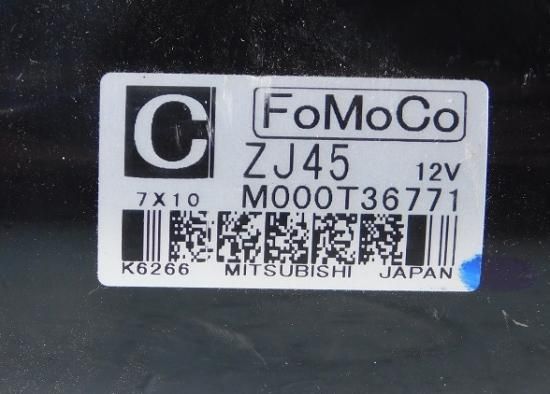 C FoMoCo
ZJ45 12V
7X10 M000T36771
K6266 MITSUBISHI JAPAN